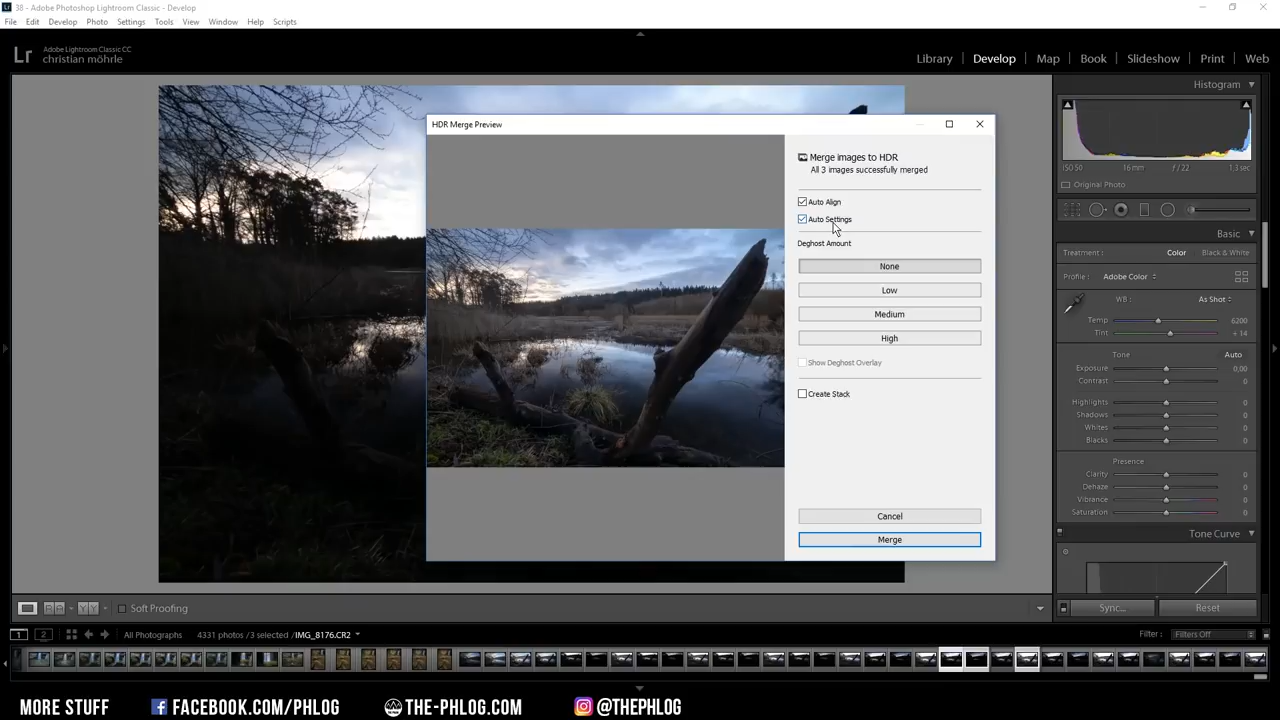 38 - Adobe Photoshop Lightroom Classic - Develop
File Edit Develop Photo Settings Tools View Window Help Scripts
Lr
Adobe Lightroom Classic CC
christian möhrle
Library | Develop | Map | Book | Slideshow | Print | Web
Histogram
ISO 50 16 mm f / 22 1,3 sec
Original Photo
Basic
Treatment : Color Black & White
Profile : Adobe Color
WB : As Shot
Temp 6200
Tint + 14
Tone Auto
Exposure 0,00
Contrast 0
Highlights 0
Shadows 0
Whites 0
Blacks 0
Presence
Clarity 0
Dehaze 0
Vibrance 0
Saturation 0
Tone Curve
Sync... Reset
HDR Merge Preview
Merge images to HDR
All 3 images successfully merged
Auto Align
Auto Settings
Deghost Amount
None
Low
Medium
High
Show Deghost Overlay
Create Stack
Cancel
Merge
Soft Proofing
1 2 All Photographs 4331 photos / 3 selected / IMG_8176.CR2
Filter : Filters Off
MORE STUFF FACEBOOK.COM/PHLOG THE-PHLOG.COM @THEPHLOG